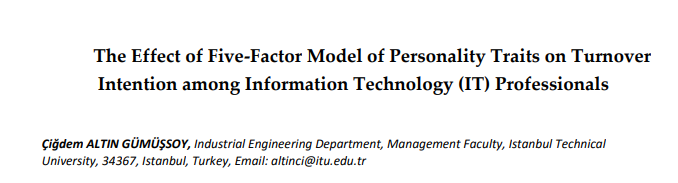 The Effect of Five-Factor Model of Personality Traits on Turnover
Intention among Information Technology (IT) Professionals
Çiğdem ALTIN GÜMÜŞSOY, Industrial Engineering Department, Management Faculty, Istanbul Technical
University, 34367, Istanbul, Turkey, Email: altinci@itu.edu.tr